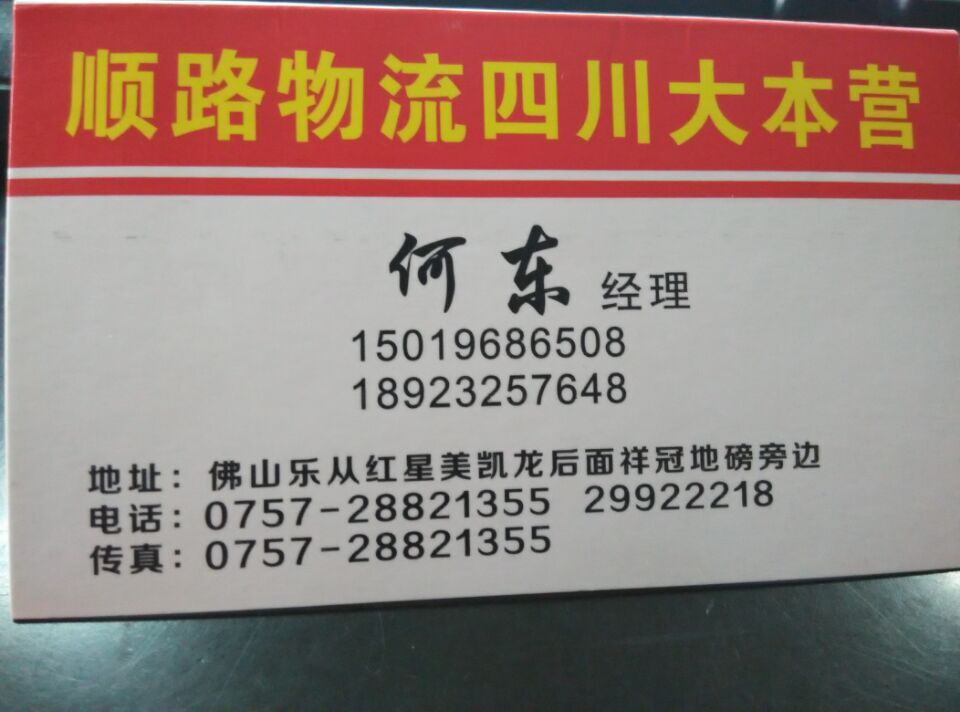 顺路物流四川大本营
何东 经理
15019686508
18923257648
地址：佛山乐从红星美凯龙后面祥冠地磅旁边
电话：0757-28821355 29922218
传真：0757-28821355